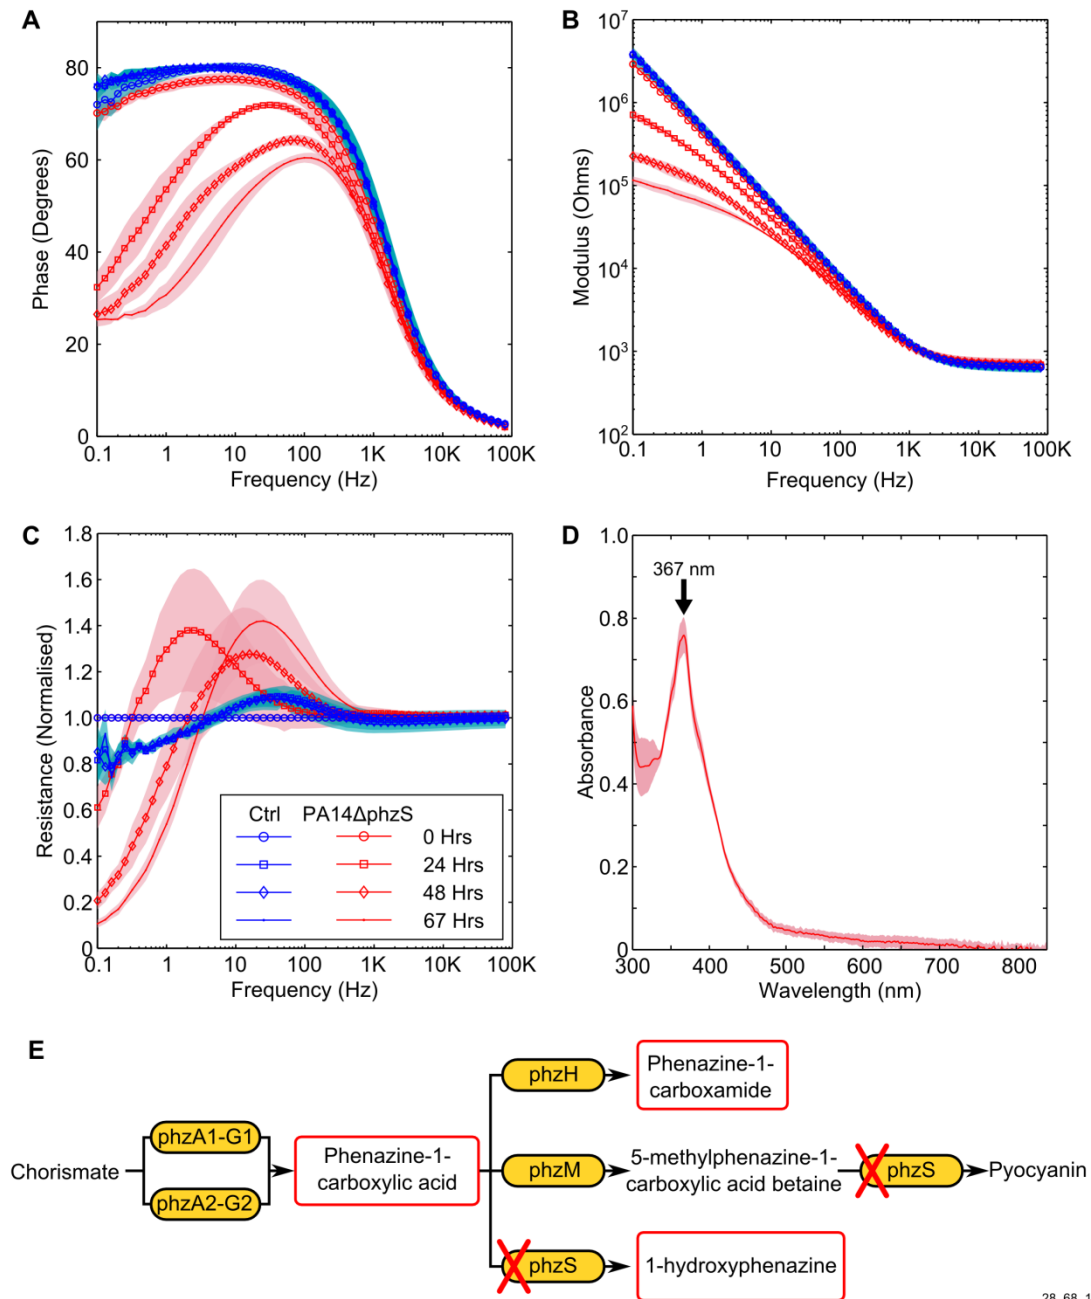 A
Phase (Degrees)
80
60
40
20
0
0.1 1 10 100 1K 10K 100K
Frequency (Hz)
B
Modulus (Ohms)
10^7
10^6
10^5
10^4
10^3
10^2
0.1 1 10 100 1K 10K 100K
Frequency (Hz)
C
Resistance (Normalised)
1.8
1.6
1.4
1.2
1.0
0.8
0.6
0.4
0.2
0
Ctrl PA14ΔphzS
0 Hrs
24 Hrs
48 Hrs
67 Hrs
0.1 1 10 100 1K 10K 100K
Frequency (Hz)
D
Absorbance
1.0
0.8
0.6
0.4
0.2
0
367 nm
300 400 500 600 700 800
Wavelength (nm)
E
Chorismate
phzA1-G1
phzA2-G2
Phenazine-1-
carboxylic acid
phzH
Phenazine-1-
carboxamide
phzM
5-methylphenazine-1-
carboxylic acid betaine
phzS
Pyocyanin
phzS
1-hydroxyphenazine